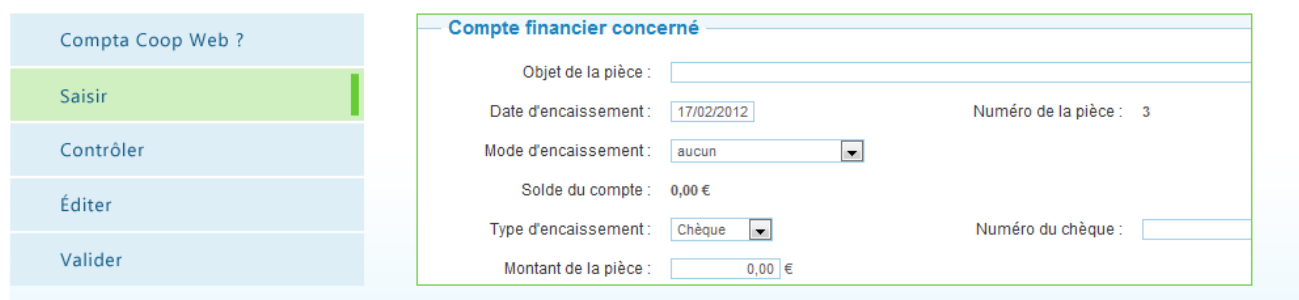 Compta Coop Web ?
Saisir
Contrôler
Éditer
Valider
Compte financier concerné
Objet de la pièce :
Date d'encaissement : 17/02/2012 Numéro de la pièce : 3
Mode d'encaissement : aucun
Solde du compte : 0,00 €
Type d'encaissement : Chèque Numéro du chèque :
Montant de la pièce : 0,00 €